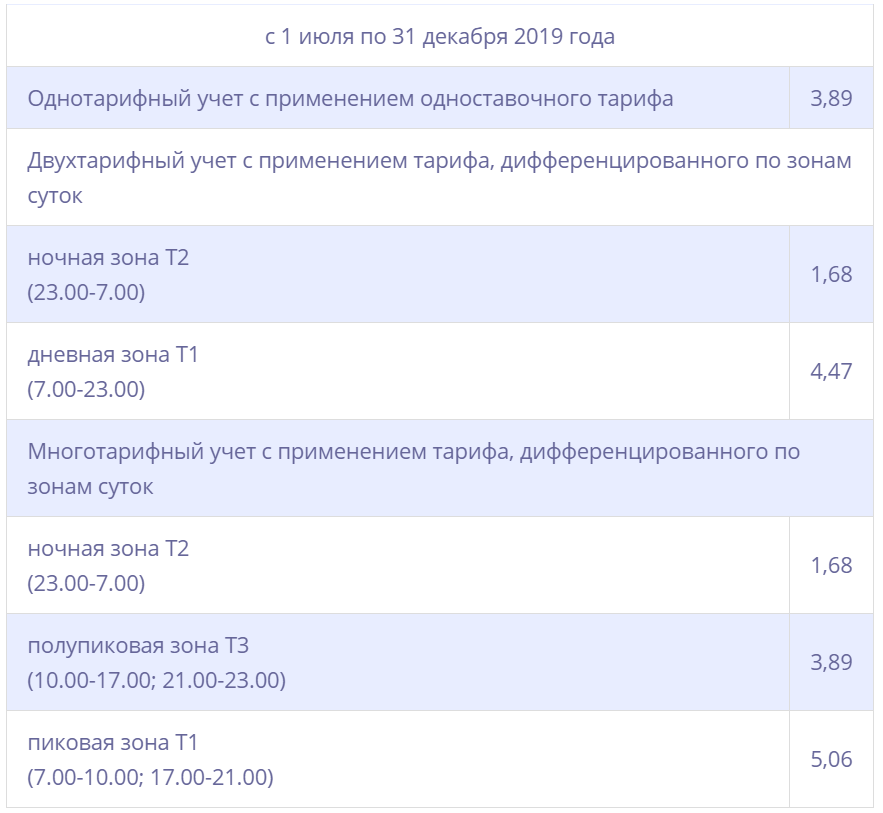 с 1 июля по 31 декабря 2019 года
Однотарифный учет с применением одноставочного тарифа 3,89
Двухтарифный учет с применением тарифа, дифференцированного по зонам
суток
ночная зона Т2
(23.00-7.00)
1,68
дневная зона Т1
(7.00-23.00)
4,47
Многотарифный учет с применением тарифа, дифференцированного по
зонам суток
ночная зона Т2
(23.00-7.00)
1,68
полупиковая зона Т3
(10.00-17.00; 21.00-23.00)
3,89
пиковая зона Т1
(7.00-10.00; 17.00-21.00)
5,06